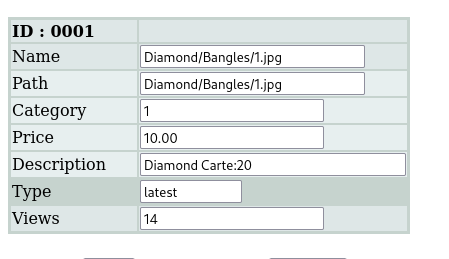 ID : 0001
Name Diamond/Bangles/1.jpg
Path Diamond/Bangles/1.jpg
Category 1
Price 10.00
Description Diamond Carte:20
Type latest
Views 14